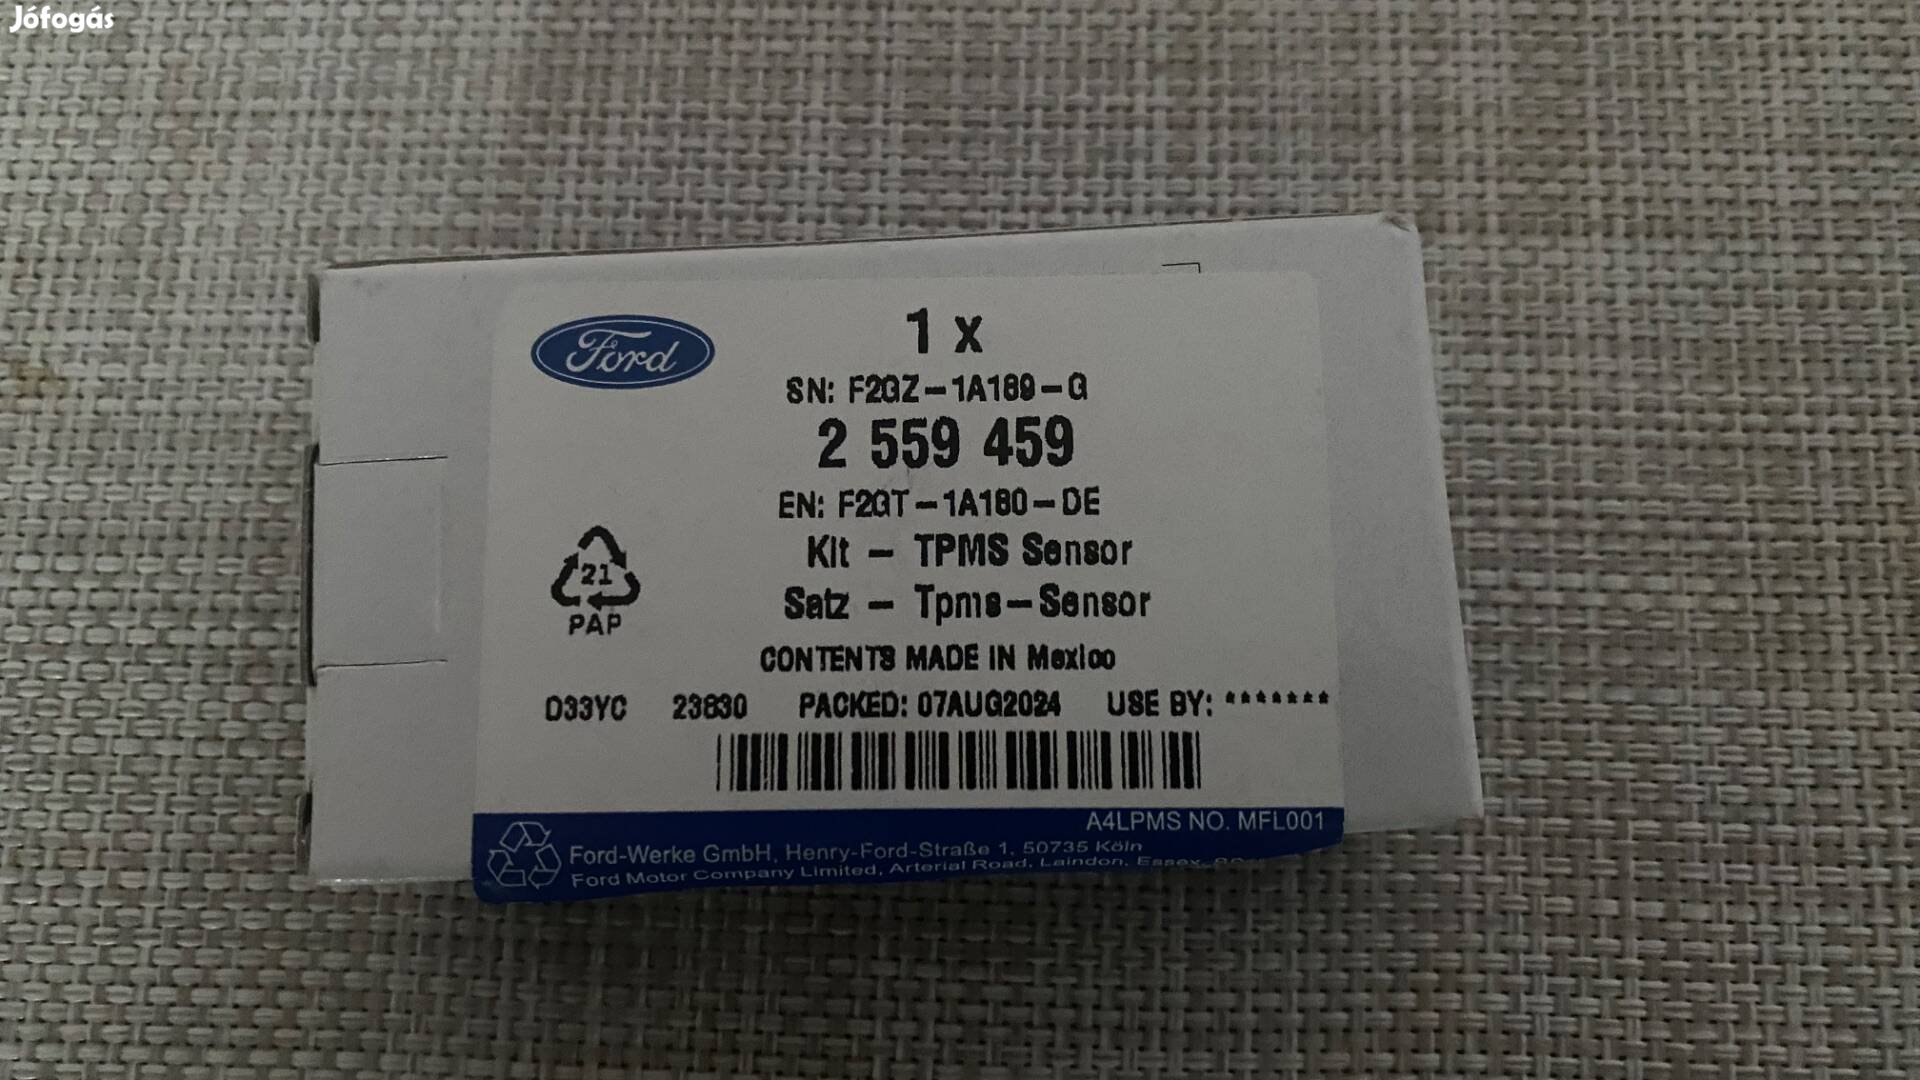 Jófogás
Ford
1 x
SN: F2GZ-1A189-G
2 559 459
EN: F2GT-1A180-DE
Kit - TPMS Sensor
Satz - Tpms-Sensor
21
PAP
CONTENTS MADE IN Mexico
D33YC 23830 PACKED: 07AUG2024 USE BY: *******
A4LPMS NO. MFL001
Ford-Werke GmbH, Henry-Ford-Straße 1, 50735 Köln
Ford Motor Company Limited, Arterial Road, Laindon, Essex,